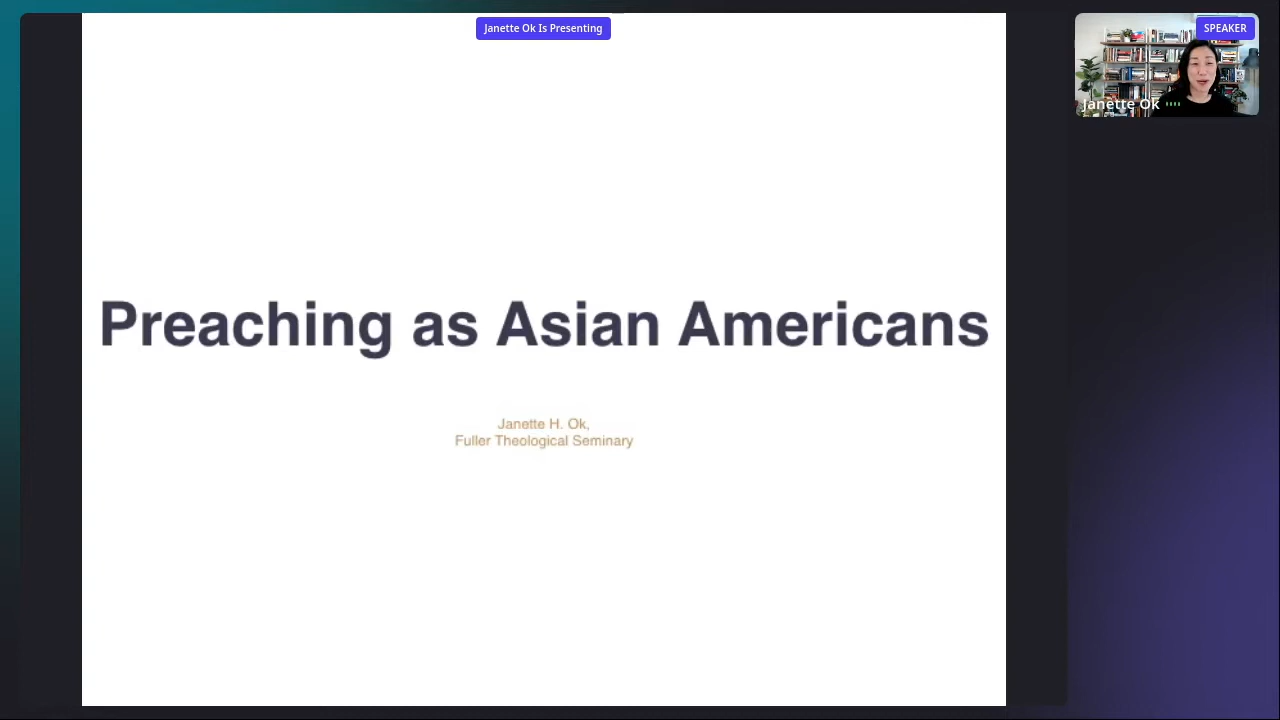 Janette Ok Is Presenting
SPEAKER
Janette Ok
Preaching as Asian Americans
Janette H. Ok,
Fuller Theological Seminary